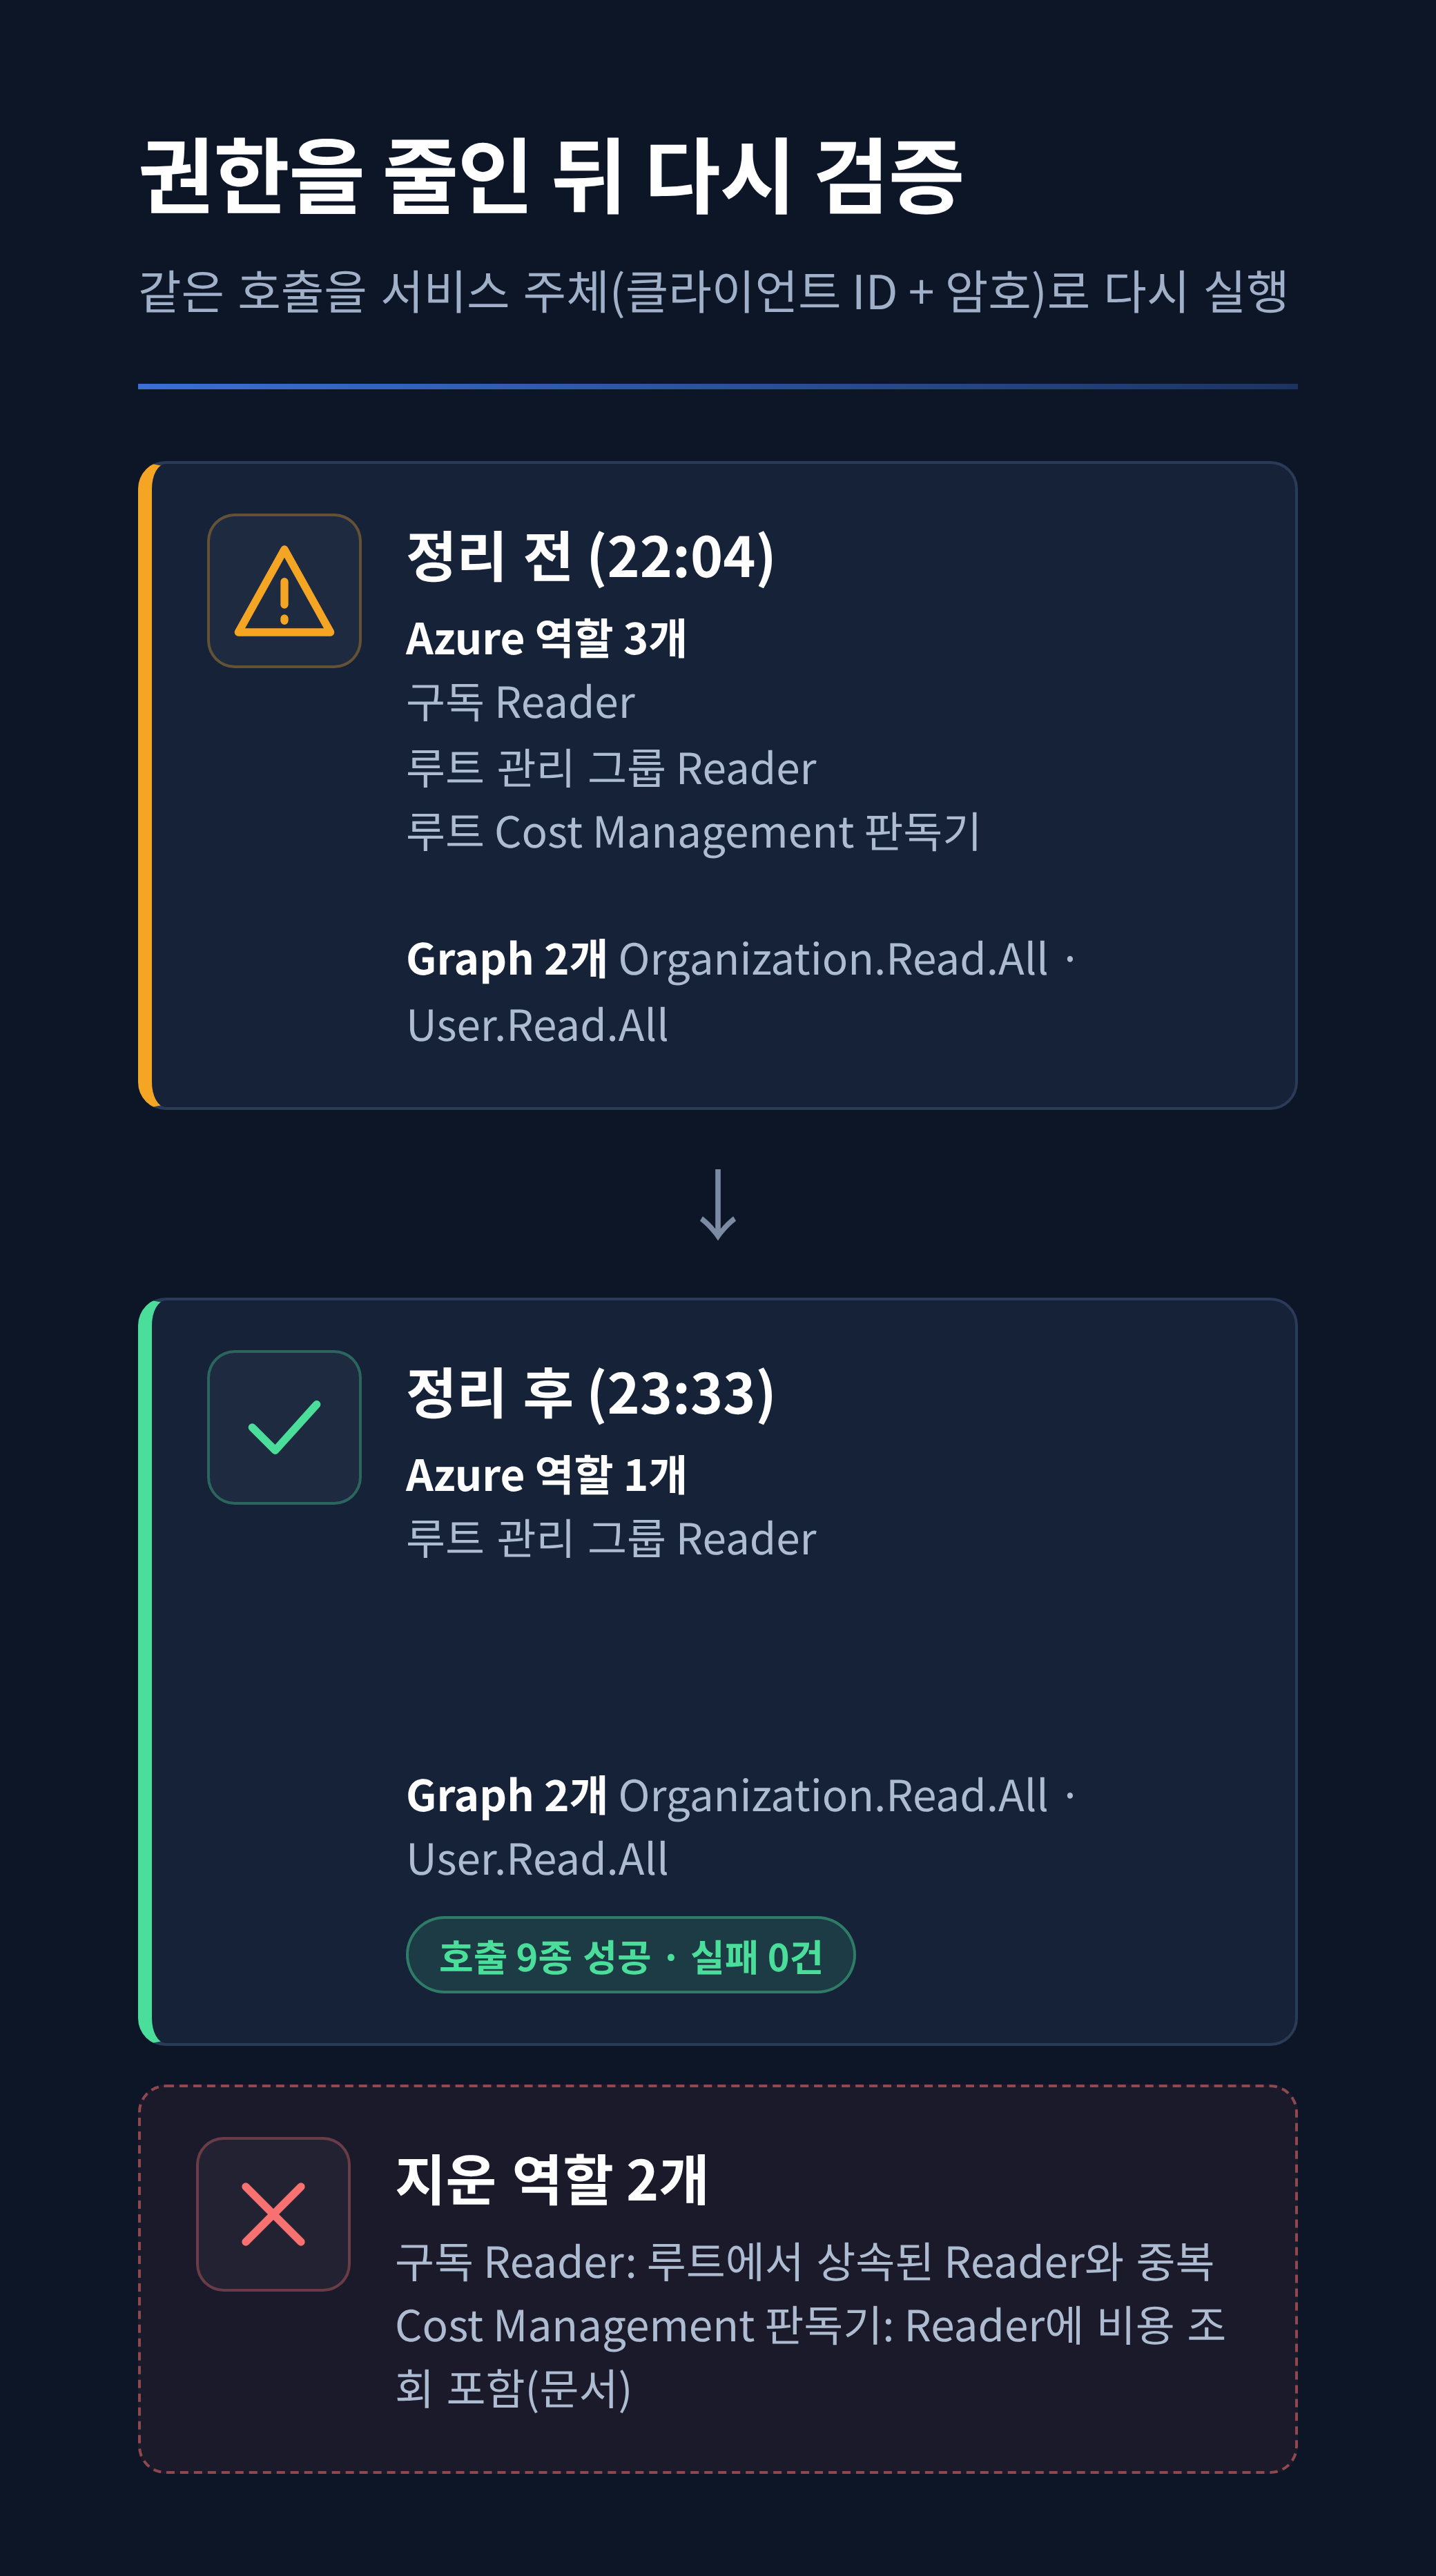 권한을 줄인 뒤 다시 검증
같은 호출을 서비스 주체(클라이언트 ID + 암호)로 다시 실행
정리 전 (22:04)
Azure 역할 3개
구독 Reader
루트 관리 그룹 Reader
루트 Cost Management 판독기
Graph 2개 Organization.Read.All ·
User.Read.All
↓
정리 후 (23:33)
Azure 역할 1개
루트 관리 그룹 Reader
Graph 2개 Organization.Read.All ·
User.Read.All
호출 9종 성공 · 실패 0건
지운 역할 2개
구독 Reader: 루트에서 상속된 Reader와 중복
Cost Management 판독기: Reader에 비용 조
회 포함(문서)